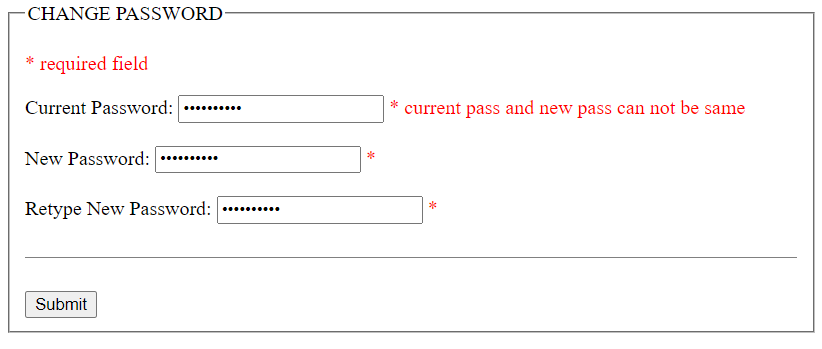 CHANGE PASSWORD
* required field
Current Password: •••••••••• * current pass and new pass can not be same
New Password: •••••••••• *
Retype New Password: •••••••••• *
Submit